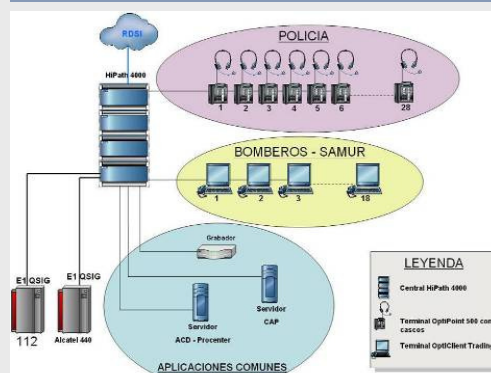 RDSI
POLICIA
HiPath 4000
1 2 3 4 5 6 28
BOMBEROS - SAMUR
1 2 3 18
Grabador
Servidor
CAP
Servidor
ACD - Procenter
APLICACIONES COMUNES
E1 QSIG
E1 QSIG
112
Alcatel 440
LEYENDA
Central HiPath 4000
Terminal OptiPoint 500 con
cascos
Terminal OptiClient Trading